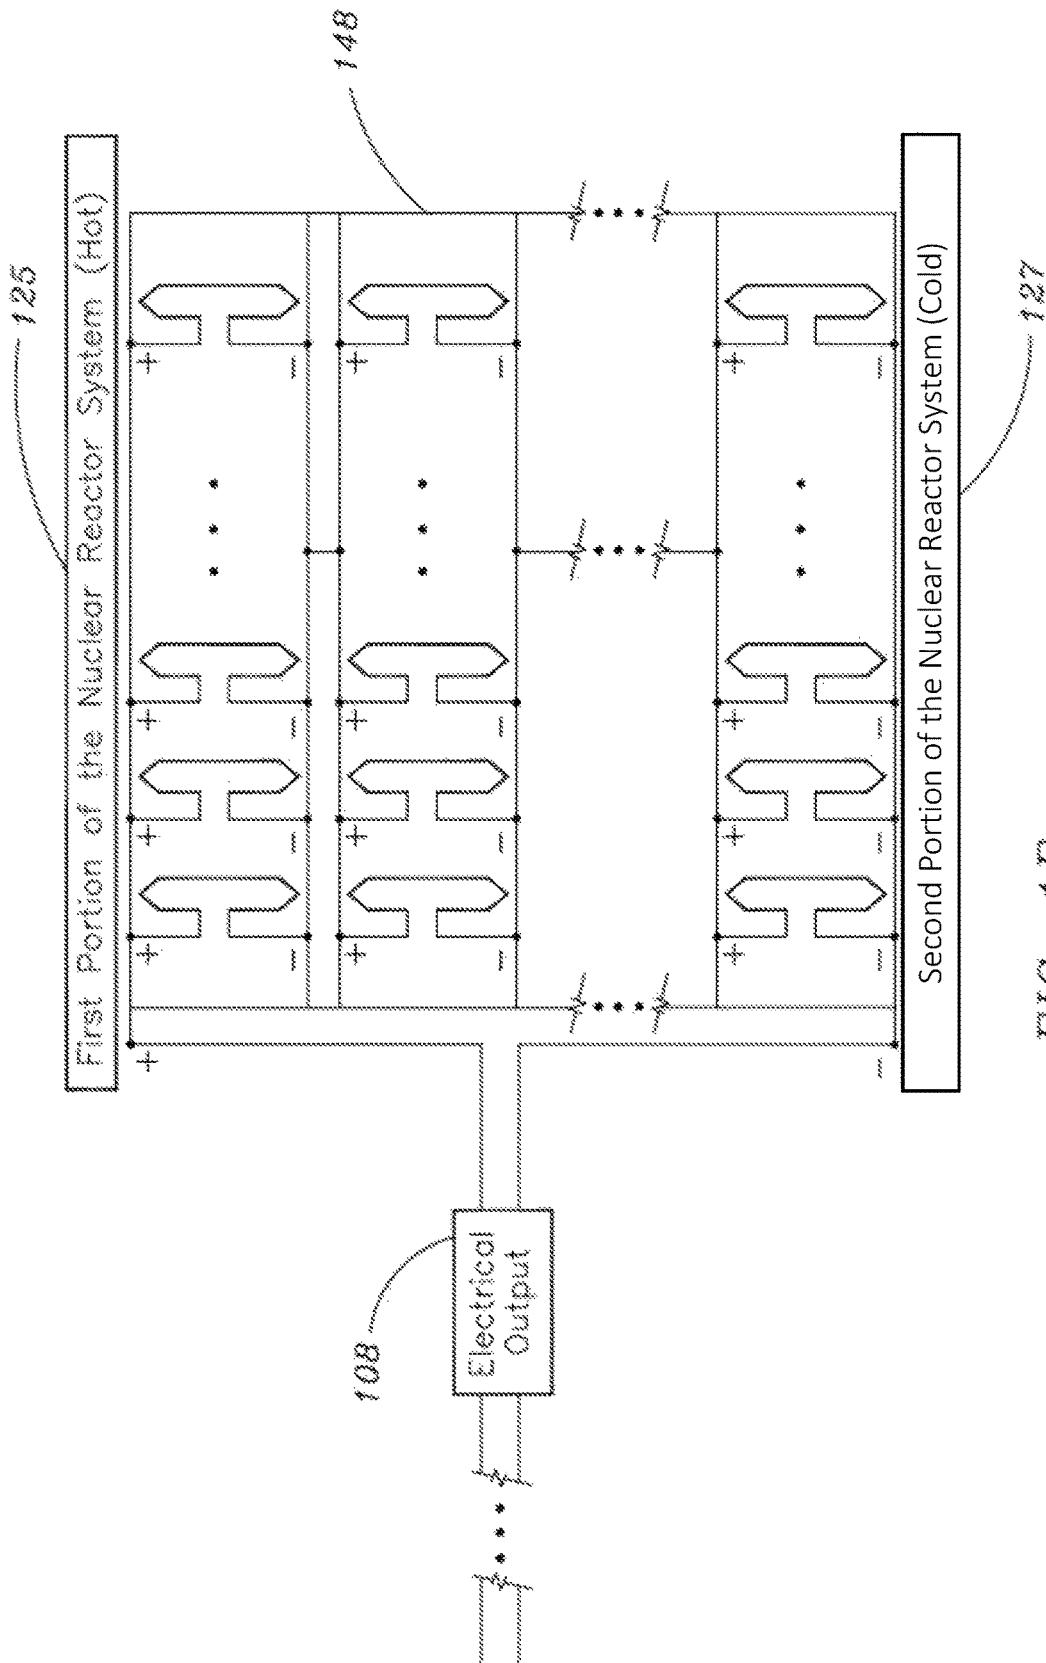 125
First Portion of the Nuclear Reactor System (Hot)
148
+ + + + +
− − − −
+ + + +
− − − −
+ + + +
− − − − −
108
Electrical
Output
Second Portion of the Nuclear Reactor System (Cold)
127